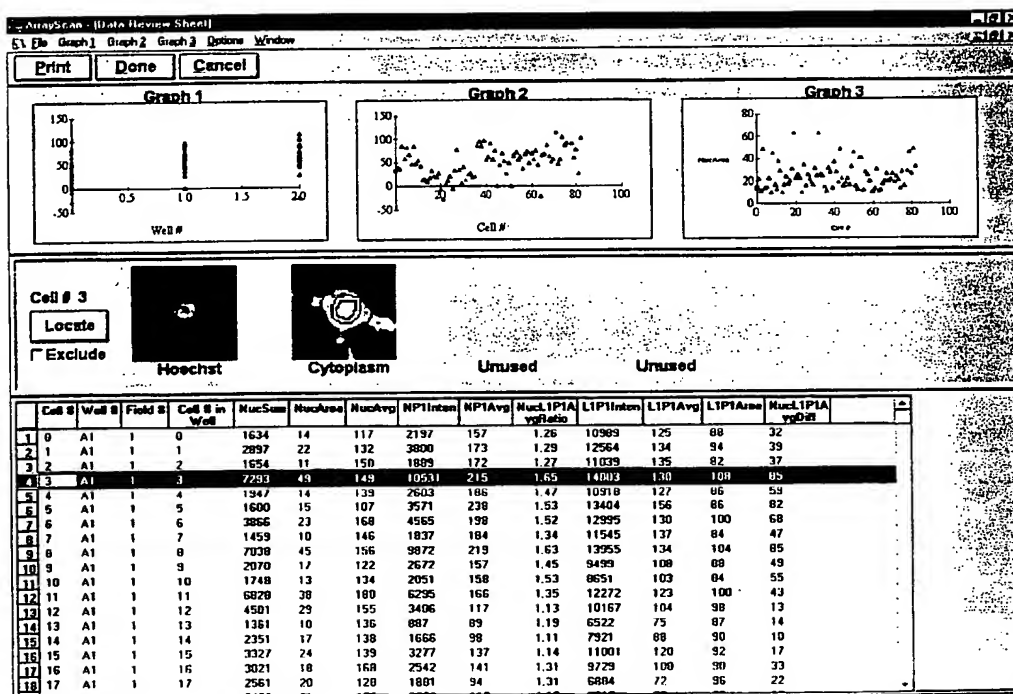 ArrayScan - [Data Review Sheet]
File Graph 1 Graph 2 Graph 3 Options Window
Print Done Cancel
Graph 1 Graph 2 Graph 3
150
100
50
0
-50
0.5 1.0 1.5 2.0
Well #
150
100
50
0
-50
20 40 60 80 100
Cell #
80
60
40
20
0
NucArea
0 20 40 60 80 100
Cell #
Cell # 3
Locate
Exclude
Hoechst Cytoplasm Unused Unused
Cell # Well # Field # Cell # in Well NucSum NucArea NucAvg NP1Inten NP1Avg NucL1P1AvgRatio L1P1Inten L1P1Avg L1P1Area NucL1P1AvgDiff
1 0 A1 1 0 1634 14 117 2197 157 1.26 10989 125 88 32
2 1 A1 1 1 2897 22 132 3800 173 1.29 12564 134 94 39
3 2 A1 1 2 1654 11 150 1889 172 1.27 11039 135 82 37
4 3 A1 1 3 7293 49 149 10531 215 1.65 14003 130 108 85
5 4 A1 1 4 1947 14 139 2603 186 1.47 10918 127 86 59
6 5 A1 1 5 1600 15 107 3571 238 1.53 13404 156 86 82
7 6 A1 1 6 3866 23 168 4565 198 1.52 12995 130 100 68
8 7 A1 1 7 1459 10 146 1837 184 1.34 11545 137 84 47
9 8 A1 1 8 7038 45 156 9872 219 1.63 13955 134 104 85
10 9 A1 1 9 2070 17 122 2672 157 1.45 9499 108 88 49
11 10 A1 1 10 1748 13 134 2051 158 1.53 8651 103 84 55
12 11 A1 1 11 6828 38 180 6295 166 1.35 12272 123 100 43
13 12 A1 1 12 4501 29 155 3406 117 1.13 10167 104 98 13
14 13 A1 1 13 1361 10 136 887 89 1.19 6522 75 87 14
15 14 A1 1 14 2351 17 138 1666 98 1.11 7921 88 90 10
16 15 A1 1 15 3327 24 139 3277 137 1.14 11001 120 92 17
17 16 A1 1 16 3021 18 168 2542 141 1.31 9729 108 90 33
18 17 A1 1 17 2561 20 128 1881 94 1.31 6884 72 96 22